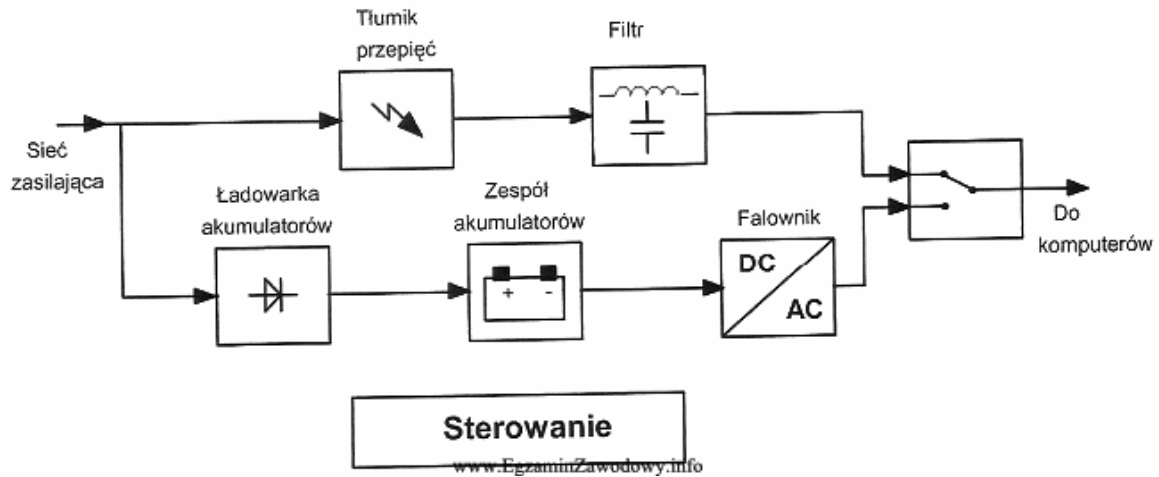 Tłumik
przepięć
Filtr
Sieć
zasilająca
Ładowarka
akumulatorów
Zespół
akumulatorów
+ -
Falownik
DC
AC
Do
komputerów
Sterowanie
www.EgzaminZawodowy.info